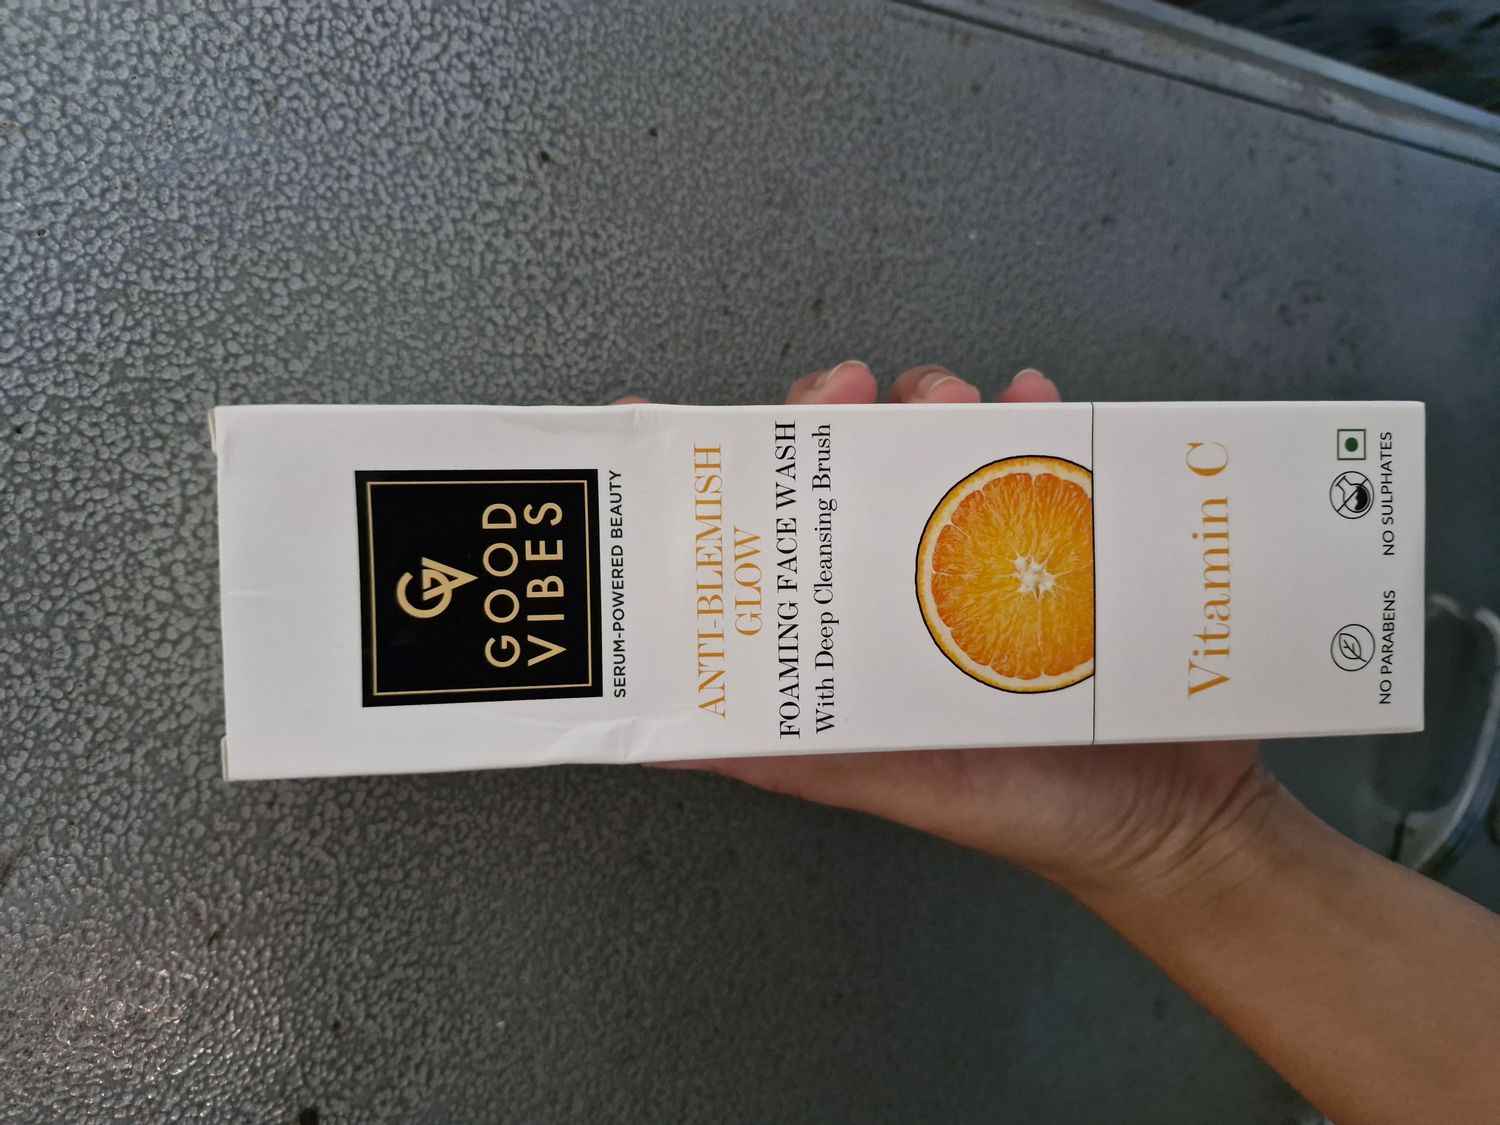 GV
GOOD
VIBES
SERUM-POWERED BEAUTY
ANTI-BLEMISH
GLOW
FOAMING FACE WASH
With Deep Cleansing Brush
Vitamin C
NO PARABENS
NO SULPHATES